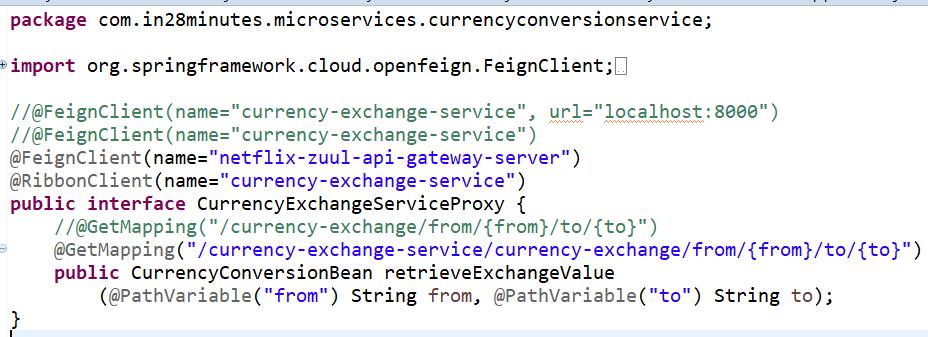 package com.in28minutes.microservices.currencyconversionservice;
import org.springframework.cloud.openfeign.FeignClient;
//@FeignClient(name="currency-exchange-service", url="localhost:8000")
//@FeignClient(name="currency-exchange-service")
@FeignClient(name="netflix-zuul-api-gateway-server")
@RibbonClient(name="currency-exchange-service")
public interface CurrencyExchangeServiceProxy {
//@GetMapping("/currency-exchange/from/{from}/to/{to}")
@GetMapping("/currency-exchange-service/currency-exchange/from/{from}/to/{to}")
public CurrencyConversionBean retrieveExchangeValue
(@PathVariable("from") String from, @PathVariable("to") String to);
}